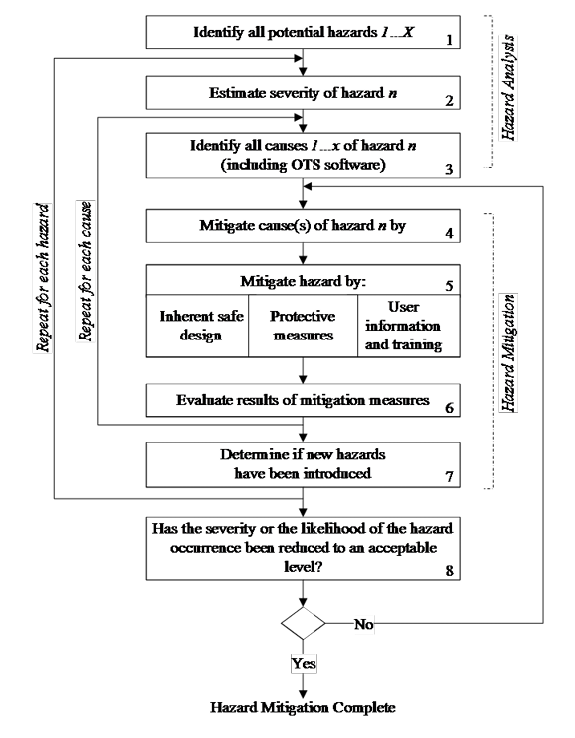 Identify all potential hazards 1...X
1
Hazard Analysis
Estimate severity of hazard n
2
Identify all causes 1...x of hazard n
(including OTS software)
3
Repeat for each hazard
Repeat for each cause
Mitigate cause(s) of hazard n by
4
Mitigate hazard by:
5
Inherent safe
design
Protective
measures
User
information
and training
Hazard Mitigation
Evaluate results of mitigation measures
6
Determine if new hazards
have been introduced
7
Has the severity or the likelihood of the hazard
occurrence been reduced to an acceptable
level?
8
No
Yes
Hazard Mitigation Complete